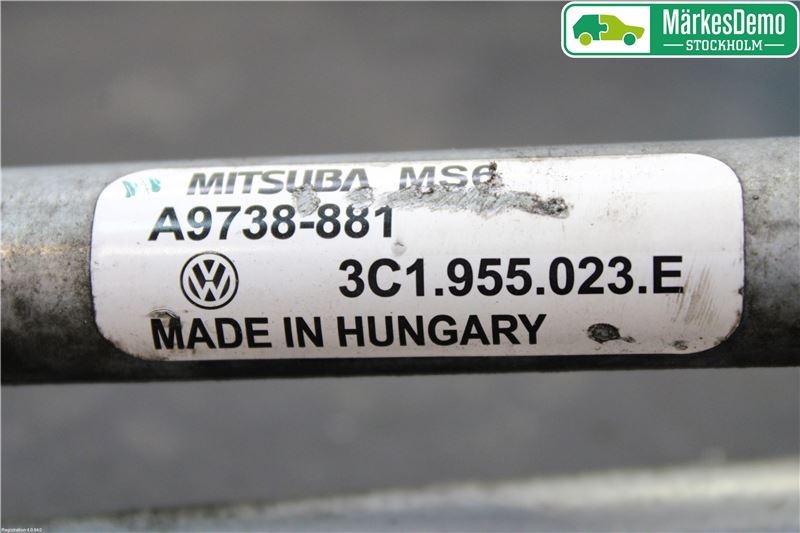 MärkesDemo
STOCKHOLM
MITSUBA MS6
A9738-881
3C1.955.023.E
MADE IN HUNGARY